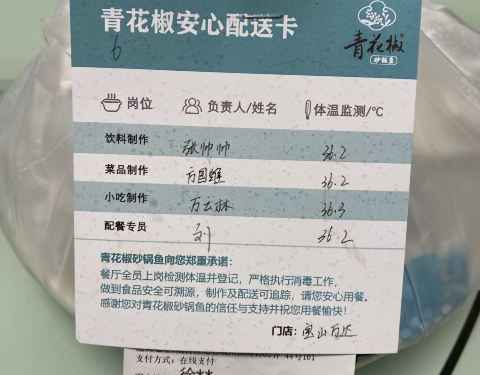 青花椒安心配送卡
6
青花椒
砂锅鱼
岗位 负责人/姓名 体温监测/°C
饮料制作 张帅帅 36.2
菜品制作 36.2
小吃制作 万云林 36.3
配餐专员 刘 36.2
青花椒砂锅鱼向您郑重承诺:
餐厅全员上岗检测体温并登记,严格执行消毒工作,
做到食品安全可溯源,制作及配送可追踪,请您安心用餐。
感谢您对青花椒砂锅鱼的信任与支持并祝您用餐愉快!
门店: 宝山万达
支付方式: 在线支付